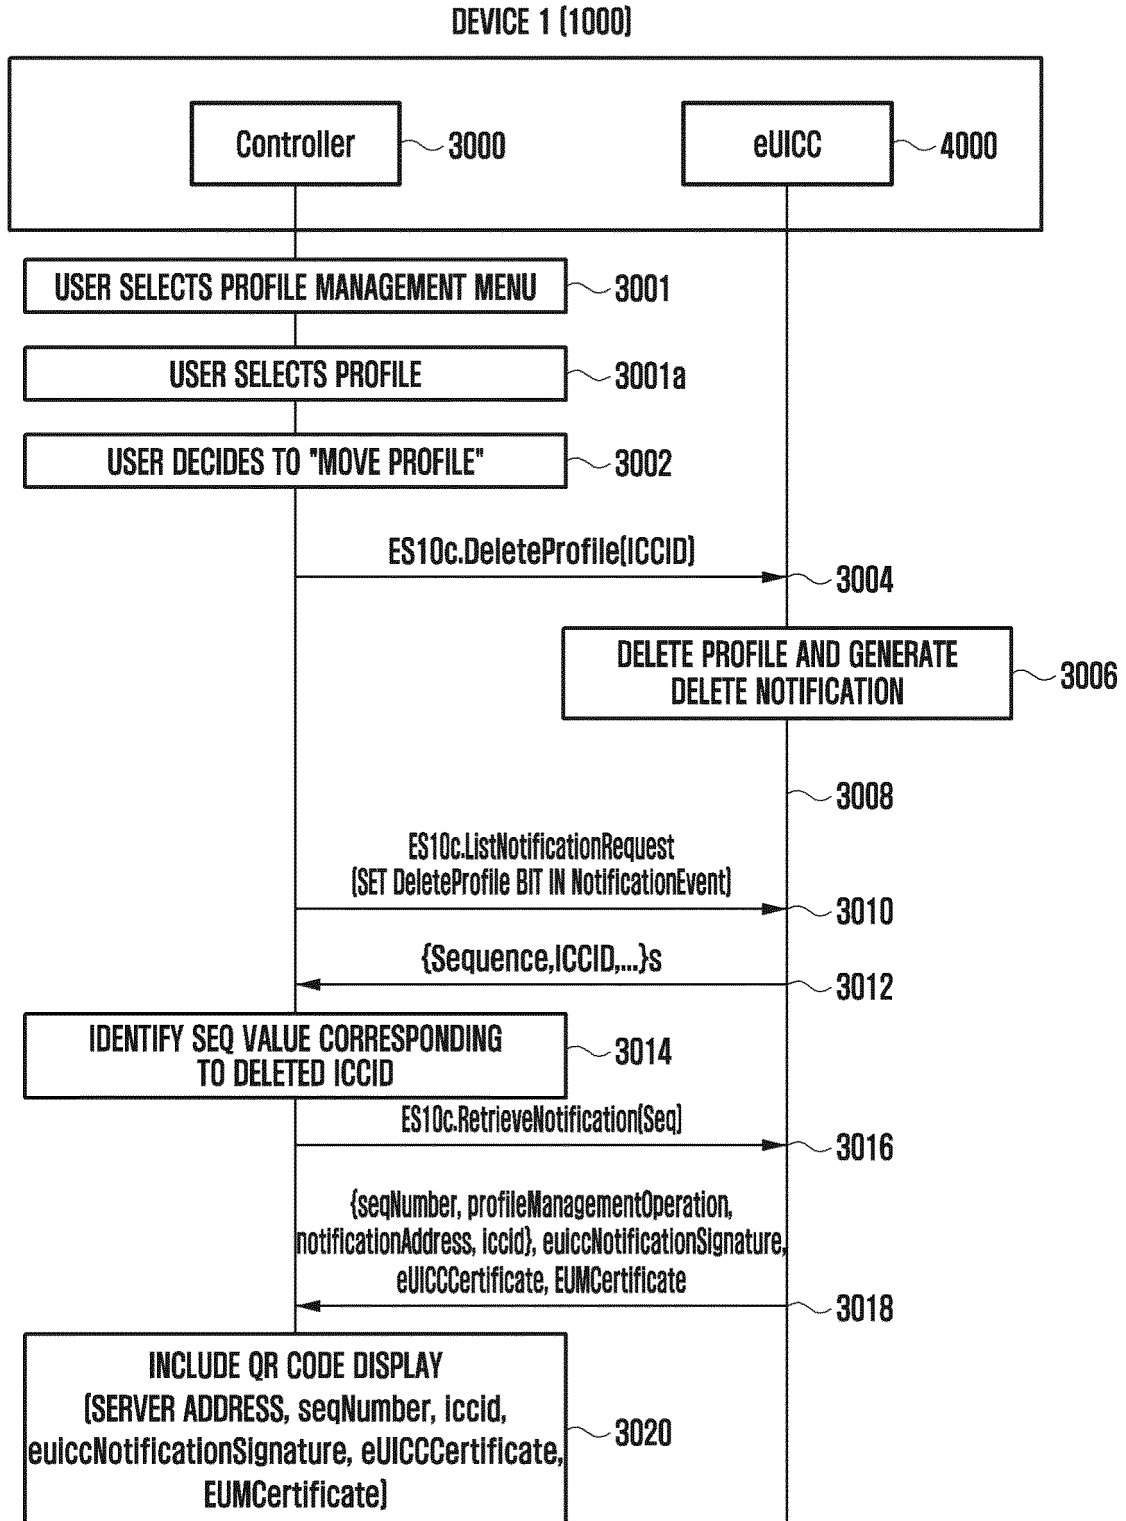 DEVICE 1 (1000)
Controller
3000
eUICC
4000
USER SELECTS PROFILE MANAGEMENT MENU
3001
USER SELECTS PROFILE
3001a
USER DECIDES TO "MOVE PROFILE"
3002
ES10c.DeleteProfile(ICCID)
3004
DELETE PROFILE AND GENERATE
DELETE NOTIFICATION
3006
3008
ES10c.ListNotificationRequest
(SET DeleteProfile BIT IN NotificationEvent)
3010
{Sequence,ICCID,...}s
3012
IDENTIFY SEQ VALUE CORRESPONDING
TO DELETED ICCID
3014
ES10c.RetrieveNotification(Seq)
3016
{seqNumber, profileManagementOperation,
notificationAddress, iccid}, euiccNotificationSignature,
eUICCCertificate, EUMCertificate
3018
INCLUDE QR CODE DISPLAY
(SERVER ADDRESS, seqNumber, iccid,
euiccNotificationSignature, eUICCCertificate,
EUMCertificate)
3020